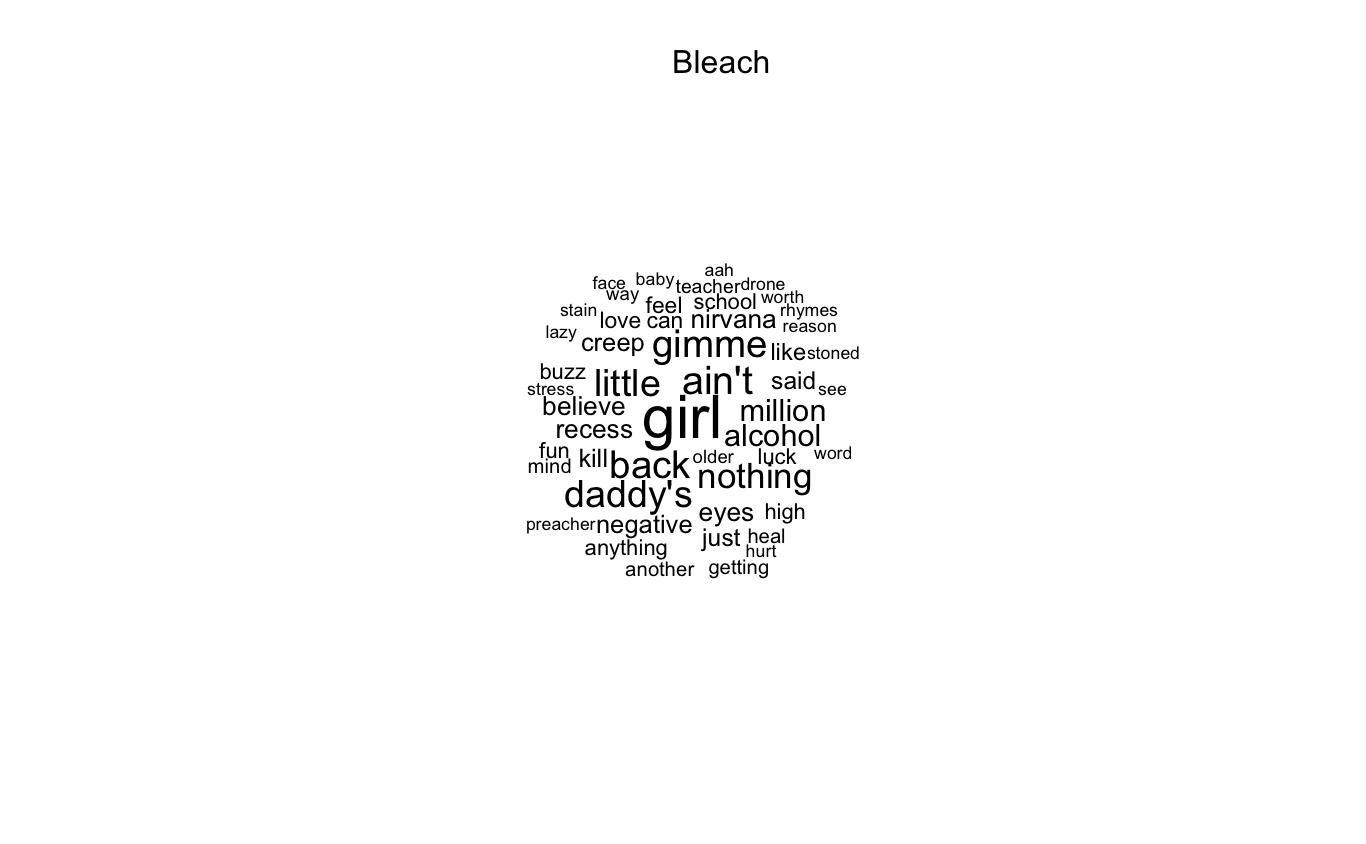 Bleach
aah
face baby teacher drone
way feel school worth
stain love can nirvana rhymes
lazy creep gimme like stoned reason
buzz little ain't said see
stress
believe girl million
recess alcohol
fun kill back older luck word
mind nothing
daddy's eyes high
preacher negative just heal
anything hurt
another getting